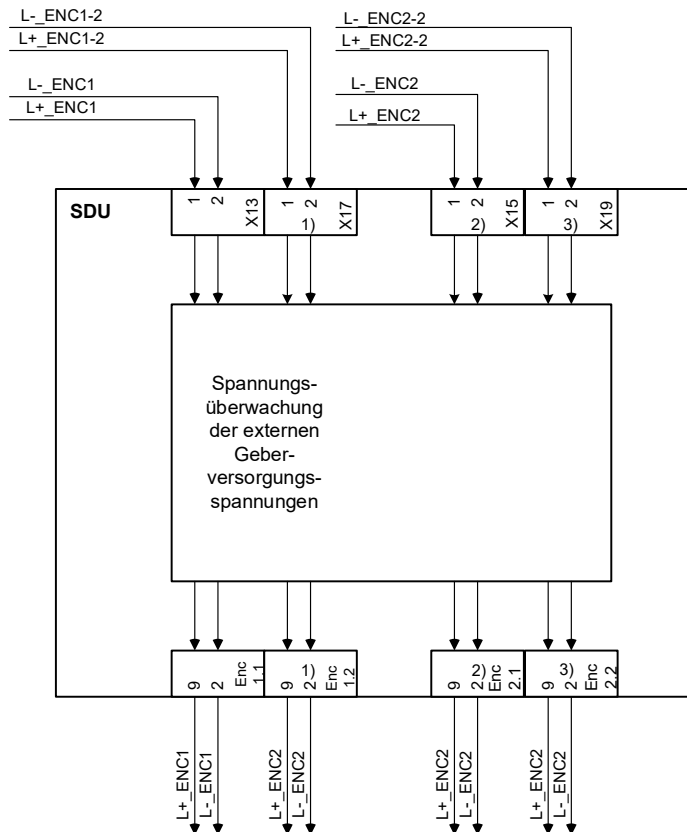 L-_ENC1-2
L+_ENC1-2
L-_ENC1
L+_ENC1
L-_ENC2-2
L+_ENC2-2
L-_ENC2
L+_ENC2
SDU
1
2
X13
1
2
1)
X17
1
2
2)
X15
1
2
3)
X19
Spannungs-
überwachung
der externen
Geber-
versorgungs-
spannungen
9
2
Enc
1.1
9
1)
2
Enc
1.2
9
2)
2
Enc
2.1
9
3)
2
Enc
2.2
L+_ENC1
L-_ENC1
L+_ENC2
L-_ENC2
L+_ENC2
L-_ENC2
L+_ENC2
L-_ENC2